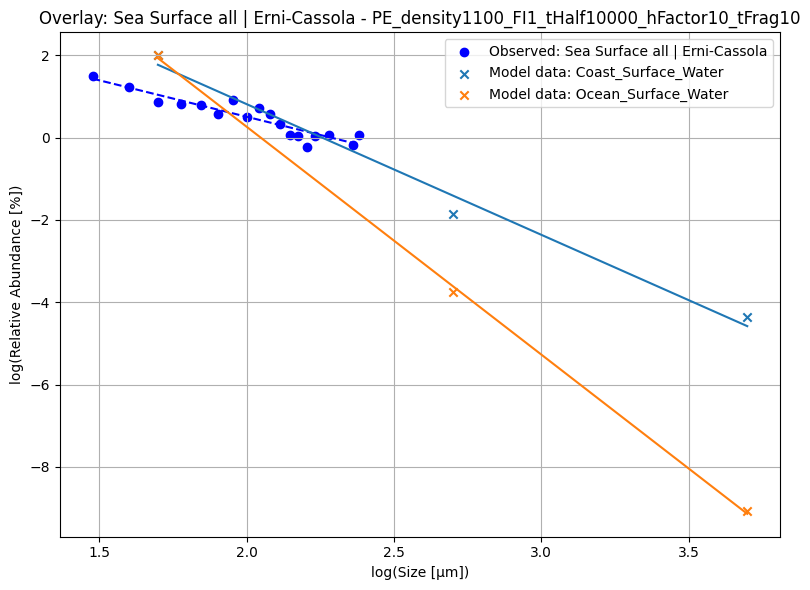 Overlay: Sea Surface all | Erni-Cassola - PE_density1100_FI1_tHalf10000_hFactor10_tFrag10
Observed: Sea Surface all | Erni-Cassola
Model data: Coast_Surface_Water
Model data: Ocean_Surface_Water
2
0
−2
−4
−6
−8
log(Relative Abundance [%])
1.5
2.0
2.5
3.0
3.5
log(Size [μm])